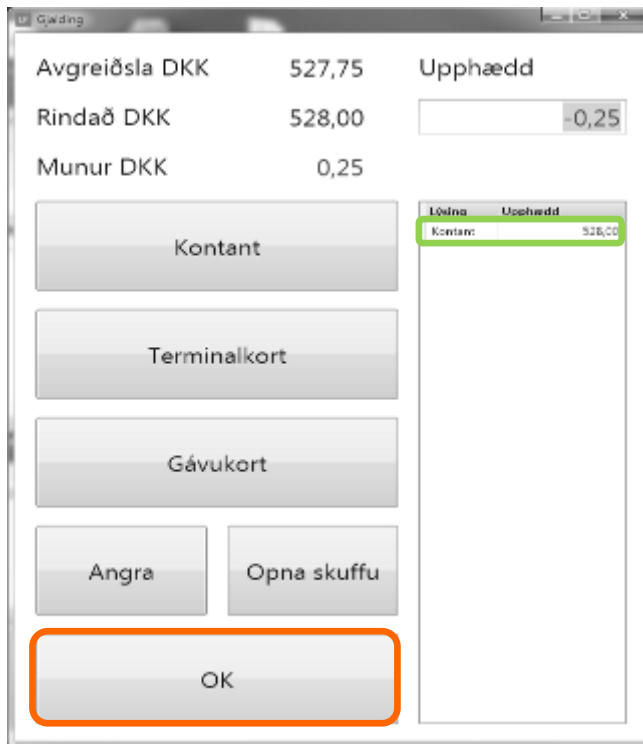 Gjalding
Avgreiðsla DKK 527,75 Upphædd
Rindað DKK 528,00 -0,25
Munur DKK 0,25
Kontant
Lýsing Upphædd
Kontant 528,00
Terminalkort
Gávukort
Angra Opna skuffu
OK